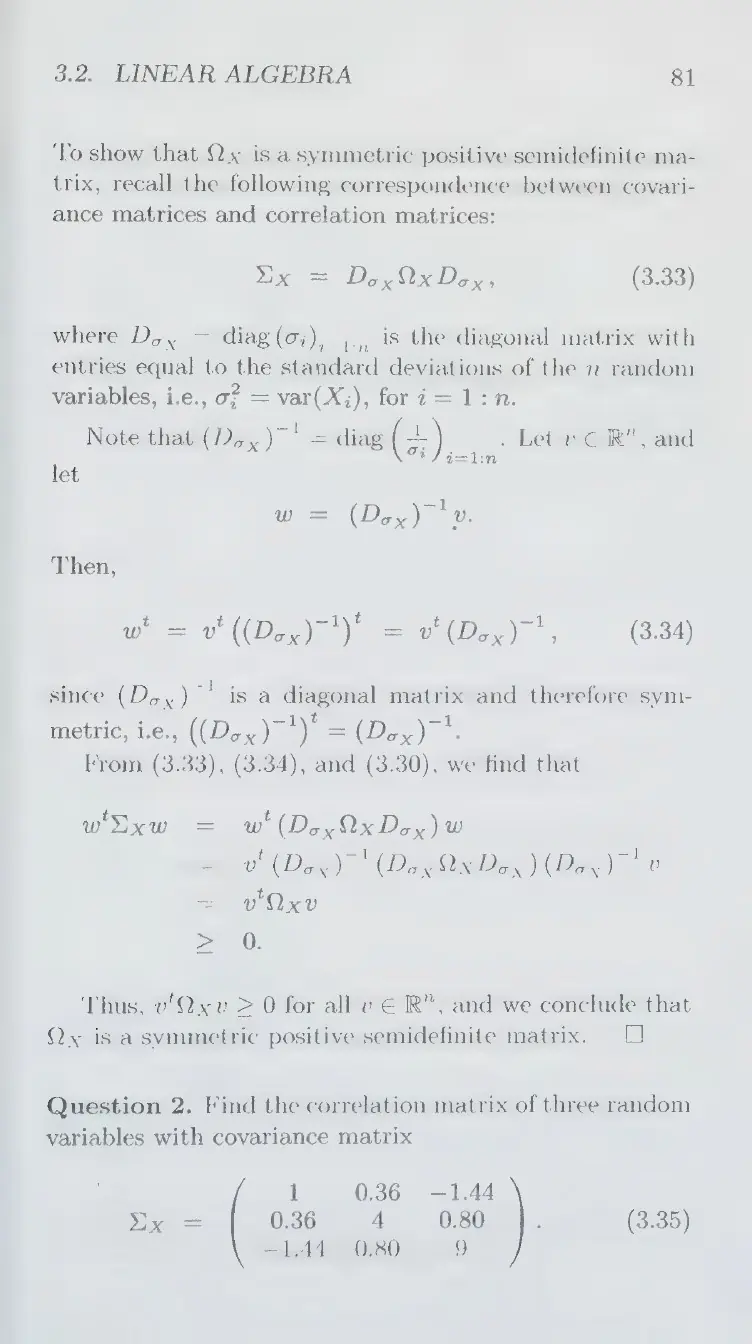 3.2. LINEAR ALGEBRA 81
To show that Ω_X is a symmetric positive semidefinite ma-
trix, recall the following correspondence between covari-
ance matrices and correlation matrices:
Σ_X = D_{σ_X} Ω_X D_{σ_X}, (3.33)
where D_{σ_X} = diag(σ_i)_{i=1:n} is the diagonal matrix with
entries equal to the standard deviations of the n random
variables, i.e., σ_i^2 = var(X_i), for i = 1 : n.
Note that (D_{σ_X})^{-1} = diag(1/σ_i)_{i=1:n}. Let v ∈ ℝ^n, and
let
w = (D_{σ_X})^{-1} v.
Then,
w^t = v^t ((D_{σ_X})^{-1})^t = v^t (D_{σ_X})^{-1}, (3.34)
since (D_{σ_X})^{-1} is a diagonal matrix and therefore sym-
metric, i.e., ((D_{σ_X})^{-1})^t = (D_{σ_X})^{-1}.
From (3.33), (3.34), and (3.30), we find that
w^t Σ_X w = w^t (D_{σ_X} Ω_X D_{σ_X}) w
= v^t (D_{σ_X})^{-1} (D_{σ_X} Ω_X D_{σ_X}) (D_{σ_X})^{-1} v
= v^t Ω_X v
≥ 0.
Thus, v^t Ω_X v ≥ 0 for all v ∈ ℝ^n, and we conclude that
Ω_X is a symmetric positive semidefinite matrix. □
Question 2. Find the correlation matrix of three random
variables with covariance matrix
1 0.36 −1.44
Σ_X = ( 0.36 4 0.80 ) . (3.35)
−1.44 0.80 9